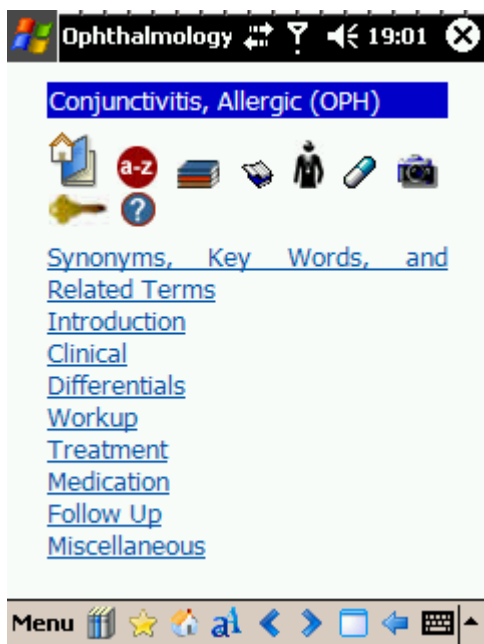 Ophthalmology 19:01
Conjunctivitis, Allergic (OPH)
a-z
?
Synonyms, Key Words, and
Related Terms
Introduction
Clinical
Differentials
Workup
Treatment
Medication
Follow Up
Miscellaneous
Menu